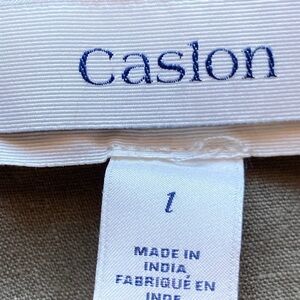 Caslon
l
MADE IN
INDIA
FABRIQUÉ EN
INDE